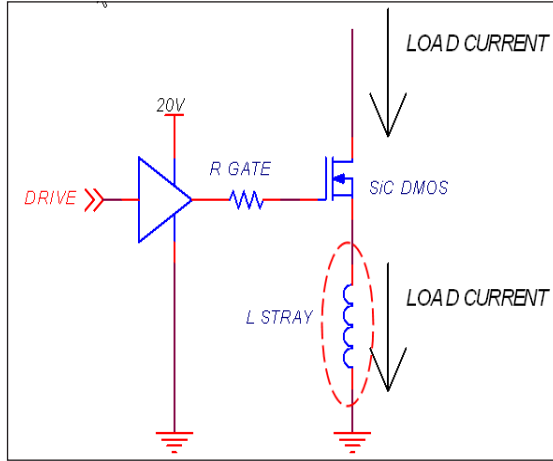 LOAD CURRENT
20V
R GATE
DRIVE
SiC DMOS
L STRAY
LOAD CURRENT